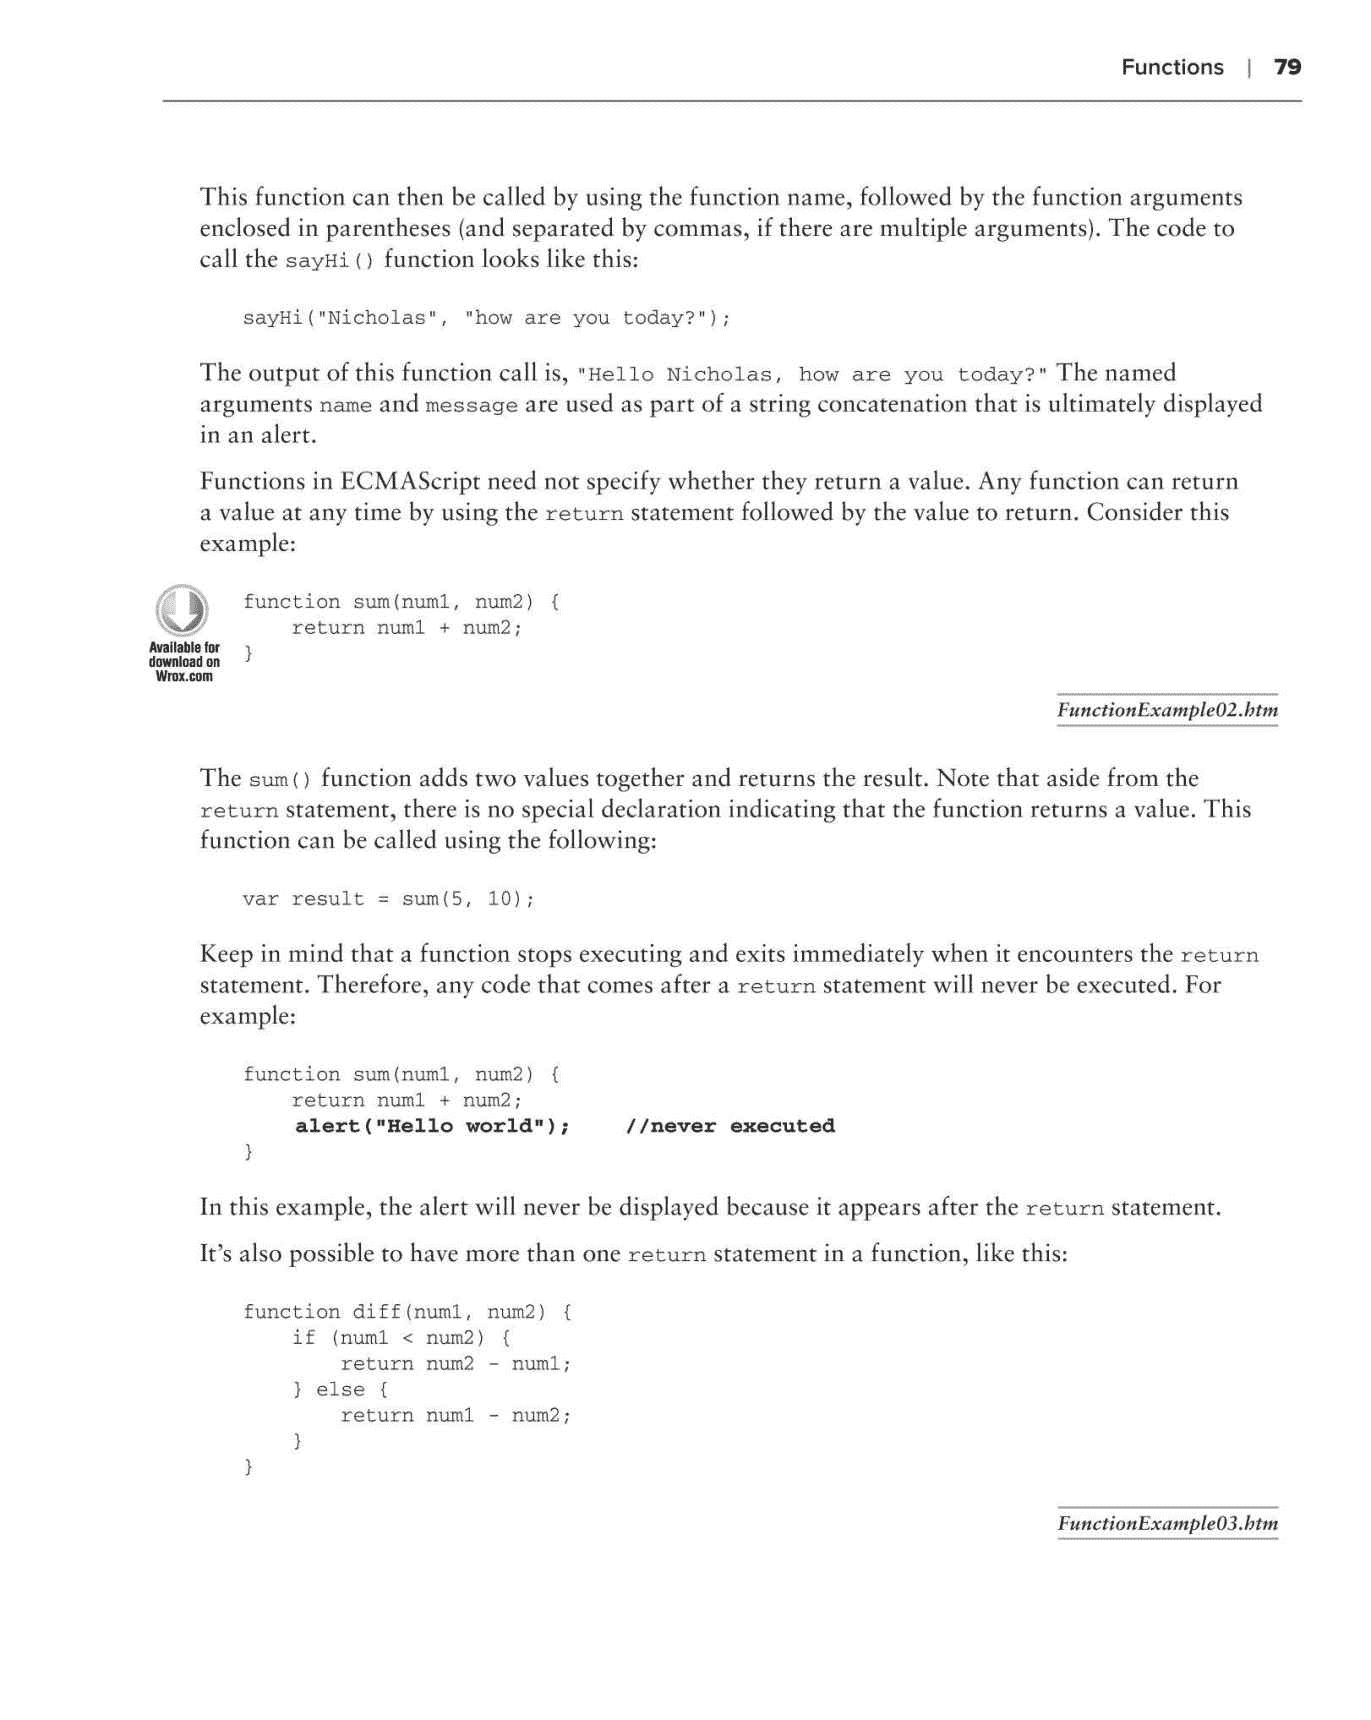 Functions | 79
This function can then be called by using the function name, followed by the function arguments
enclosed in parentheses (and separated by commas, if there are multiple arguments). The code to
call the sayHi() function looks like this:
sayHi("Nicholas", "how are you today?");
The output of this function call is, "Hello Nicholas, how are you today?" The named
arguments name and message are used as part of a string concatenation that is ultimately displayed
in an alert.
Functions in ECMAScript need not specify whether they return a value. Any function can return
a value at any time by using the return statement followed by the value to return. Consider this
example:
function sum(num1, num2) {
    return num1 + num2;
}
Available for
download on
Wrox.com
FunctionExample02.htm
The sum() function adds two values together and returns the result. Note that aside from the
return statement, there is no special declaration indicating that the function returns a value. This
function can be called using the following:
var result = sum(5, 10);
Keep in mind that a function stops executing and exits immediately when it encounters the return
statement. Therefore, any code that comes after a return statement will never be executed. For
example:
function sum(num1, num2) {
    return num1 + num2;
    alert("Hello world");    //never executed
}
In this example, the alert will never be displayed because it appears after the return statement.
It's also possible to have more than one return statement in a function, like this:
function diff(num1, num2) {
    if (num1 < num2) {
        return num2 - num1;
    } else {
        return num1 - num2;
    }
}
FunctionExample03.htm